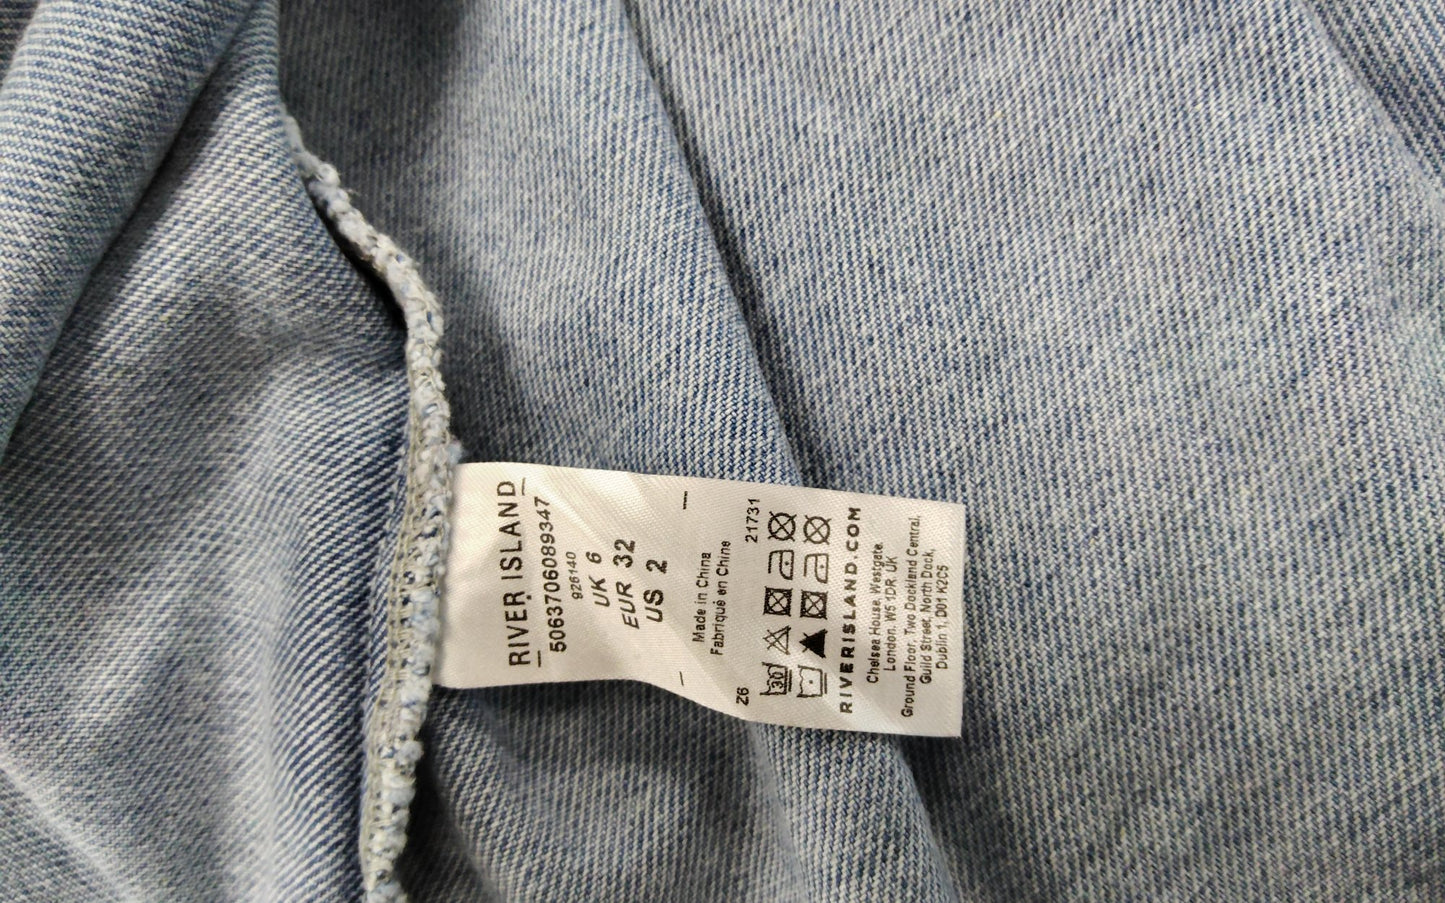 RIVER ISLAND
5063706089347
926140
UK 6
EUR 32
US 2
Made in China
Fabriqué en Chine
Z6 21731
30
RIVERISLAND.COM
Chelsea House, Westgate,
London, W5 1DR, UK
Ground Floor, Two Dockland Central,
Guild Street, North Dock,
Dublin 1, D01 K2C5